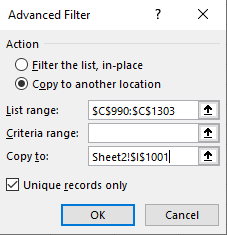 Advanced Filter
Action
Filter the list, in-place
Copy to another location
List range: $C$990:$C$1303
Criteria range:
Copy to: Sheet2!$I$1001
Unique records only
OK Cancel